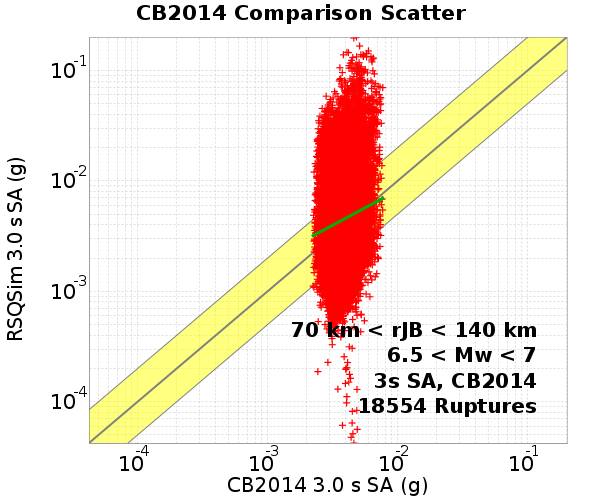 CB2014 Comparison Scatter
RSQSim 3.0 s SA (g)
10-1
10-2
10-3
10-4
70 km < rJB < 140 km
6.5 < Mw < 7
3s SA, CB2014
18554 Ruptures
10-4 10-3 10-2 10-1
CB2014 3.0 s SA (g)